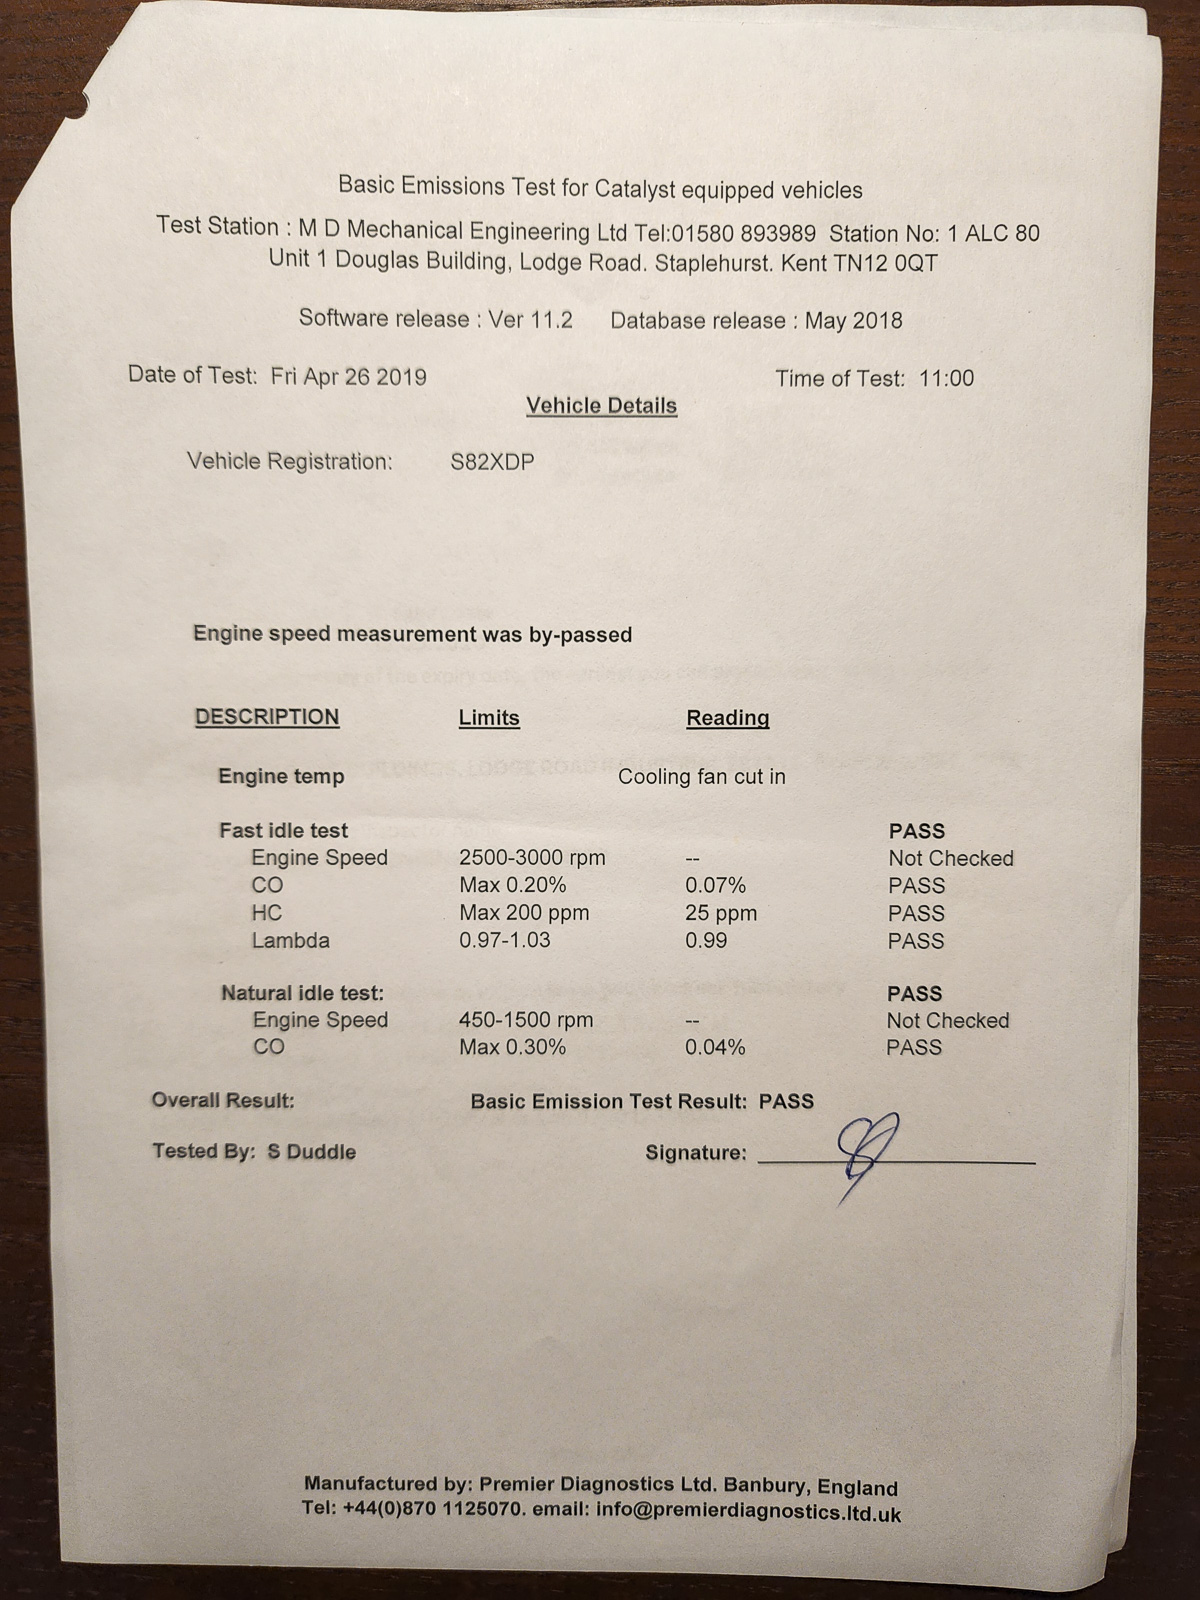 Basic Emissions Test for Catalyst equipped vehicles
Test Station : M D Mechanical Engineering Ltd Tel:01580 893989 Station No: 1 ALC 80
Unit 1 Douglas Building, Lodge Road. Staplehurst. Kent TN12 0QT
Software release : Ver 11.2 Database release : May 2018
Date of Test: Fri Apr 26 2019 Time of Test: 11:00
Vehicle Details
Vehicle Registration: S82XDP
Engine speed measurement was by-passed
DESCRIPTION Limits Reading
Engine temp Cooling fan cut in
Fast idle test PASS
Engine Speed 2500-3000 rpm -- Not Checked
CO Max 0.20% 0.07% PASS
HC Max 200 ppm 25 ppm PASS
Lambda 0.97-1.03 0.99 PASS
Natural idle test: PASS
Engine Speed 450-1500 rpm -- Not Checked
CO Max 0.30% 0.04% PASS
Overall Result: Basic Emission Test Result: PASS
Tested By: S Duddle Signature:
Manufactured by: Premier Diagnostics Ltd. Banbury, England
Tel: +44(0)870 1125070. email: info@premierdiagnostics.ltd.uk